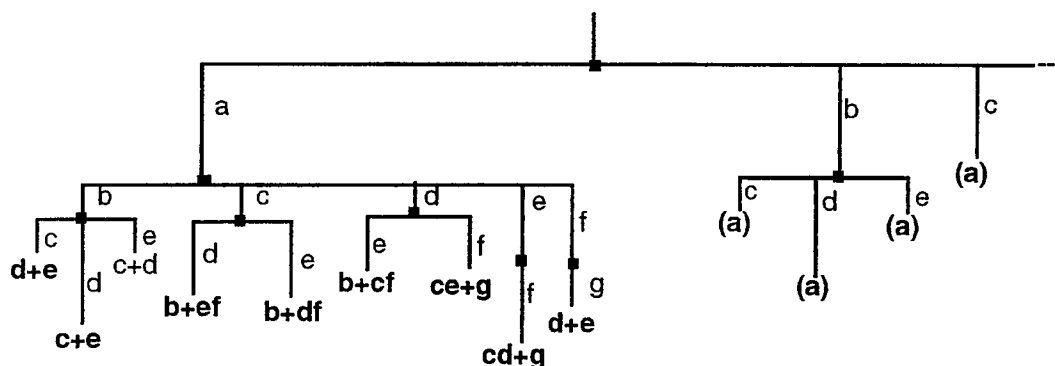 a b c
b c d e f
c d e d e e f f g
c d e
d+e c+d
b+ef b+df b+cf ce+g
c+e
d+e
cd+g
(a) (a) (a)
(a)